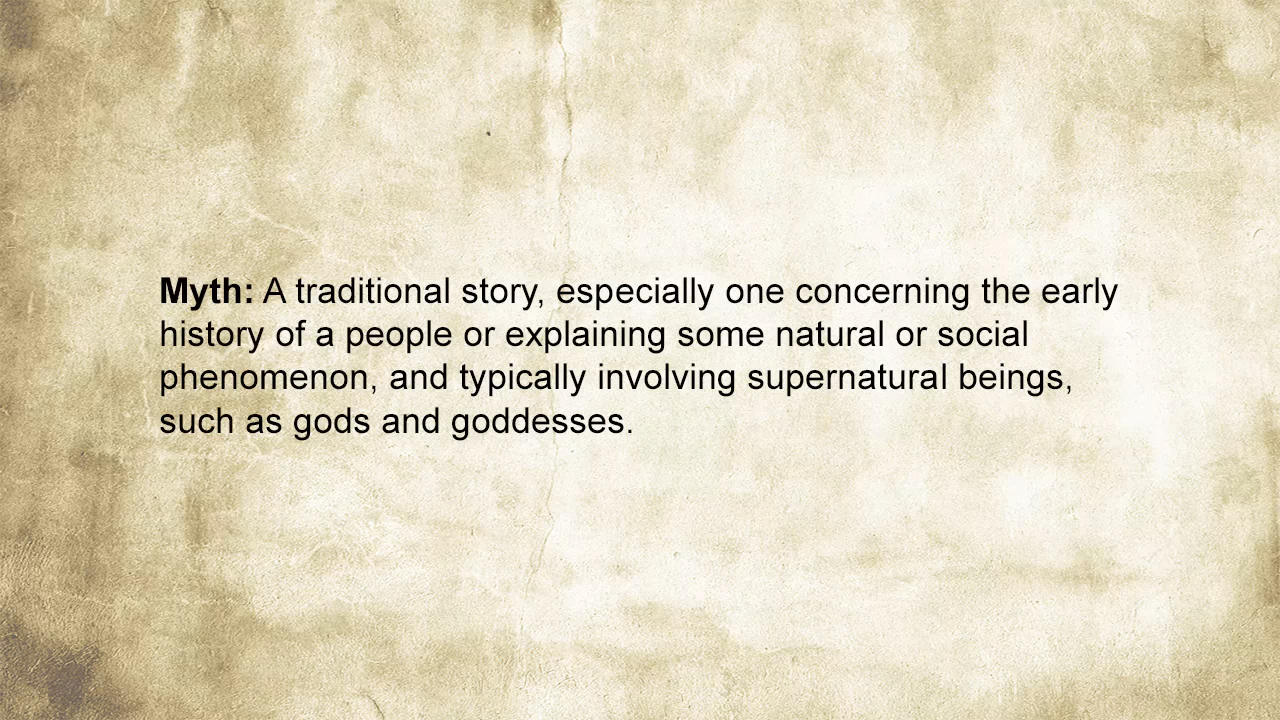 Myth: A traditional story, especially one concerning the early
history of a people or explaining some natural or social
phenomenon, and typically involving supernatural beings,
such as gods and goddesses.